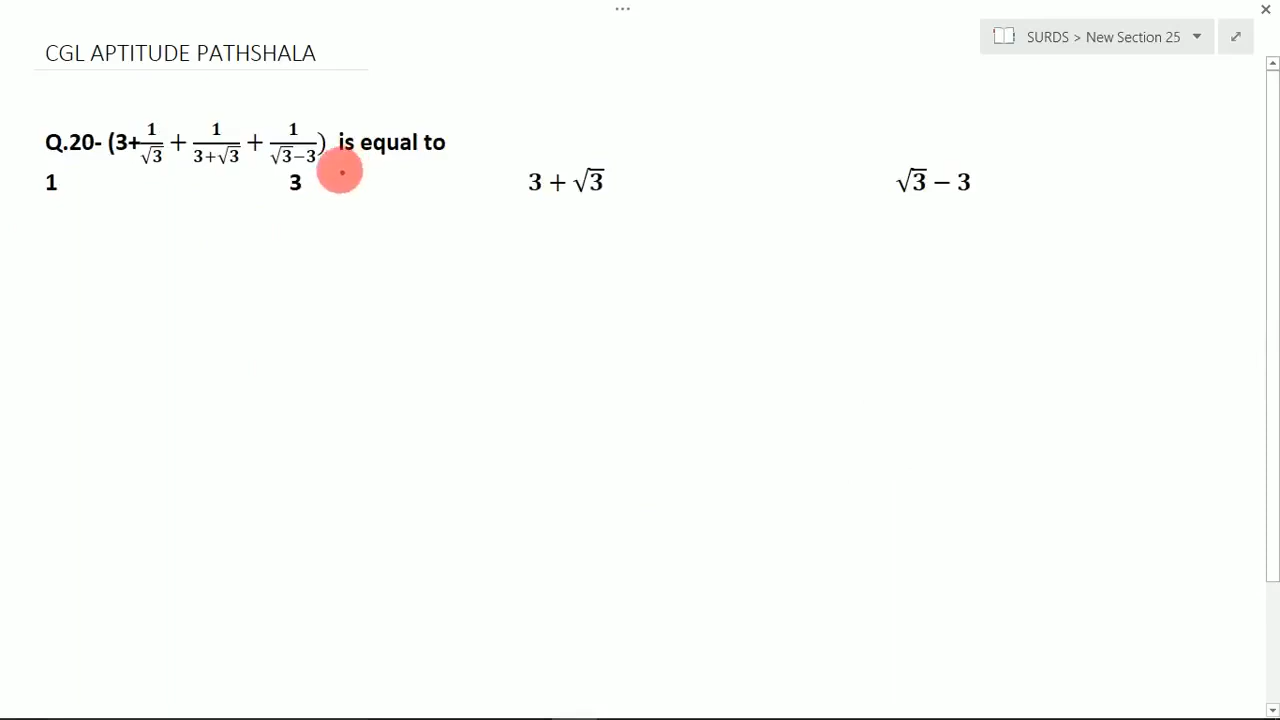 ...
SURDS > New Section 25
CGL APTITUDE PATHSHALA
Q.20- (3+1/√3 + 1/(3+√3) + 1/(√3−3)) is equal to
1 3 3 + √3 √3 − 3